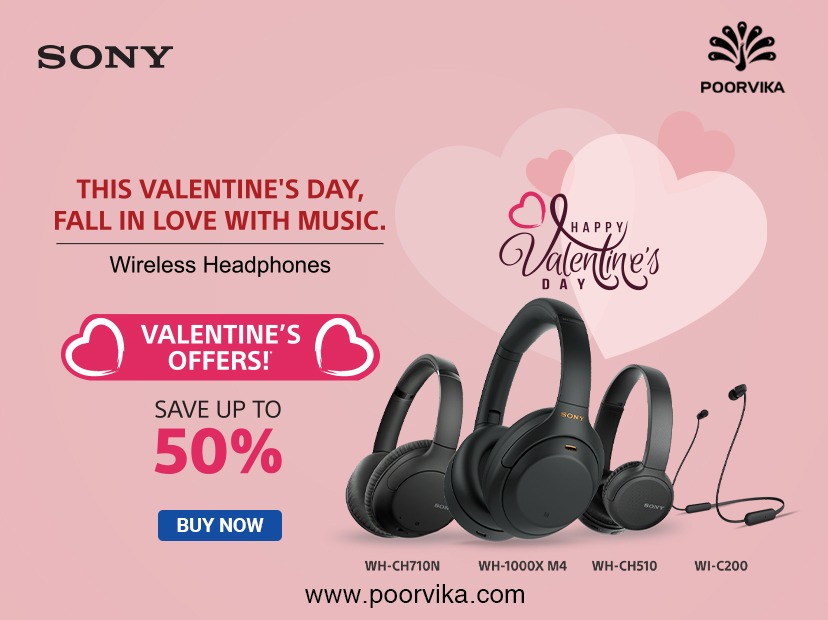 SONY
POORVIKA
THIS VALENTINE'S DAY,
FALL IN LOVE WITH MUSIC.
Wireless Headphones
HAPPY
Valentine's
DAY
VALENTINE'S
OFFERS!*
SAVE UP TO
50%
BUY NOW
SONY
SONY
SONY
WH-CH710N
WH-1000X M4
WH-CH510
WI-C200
www.poorvika.com